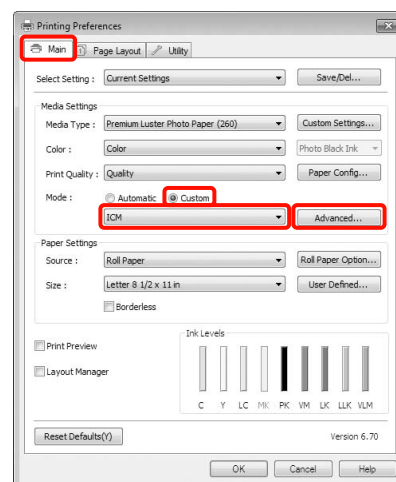 Printing Preferences
Main Page Layout Utility
Select Setting : Current Settings Save/Del...
Media Settings
Media Type : Premium Luster Photo Paper (260) Custom Settings...
Color : Color Photo Black Ink
Print Quality : Quality Paper Config...
Mode : Automatic Custom
ICM Advanced...
Paper Settings
Source : Roll Paper Roll Paper Option...
Size : Letter 8 1/2 x 11 in User Defined...
Borderless
Ink Levels
Print Preview
Layout Manager
C Y LC MK PK VM LK LLK VLM
Reset Defaults(Y) Version 6.70
OK Cancel Help